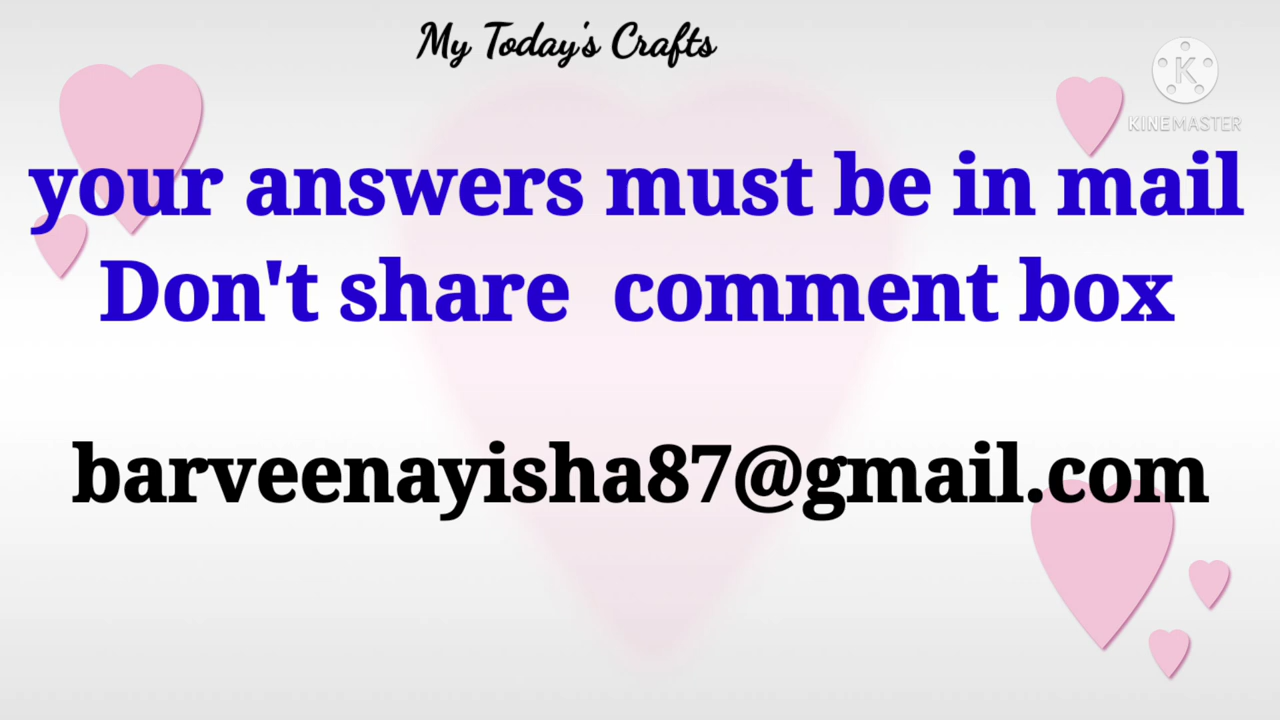 My Today's Crafts
K
KINEMASTER
your answers must be in mail
Don't share comment box
barveenayisha87@gmail.com